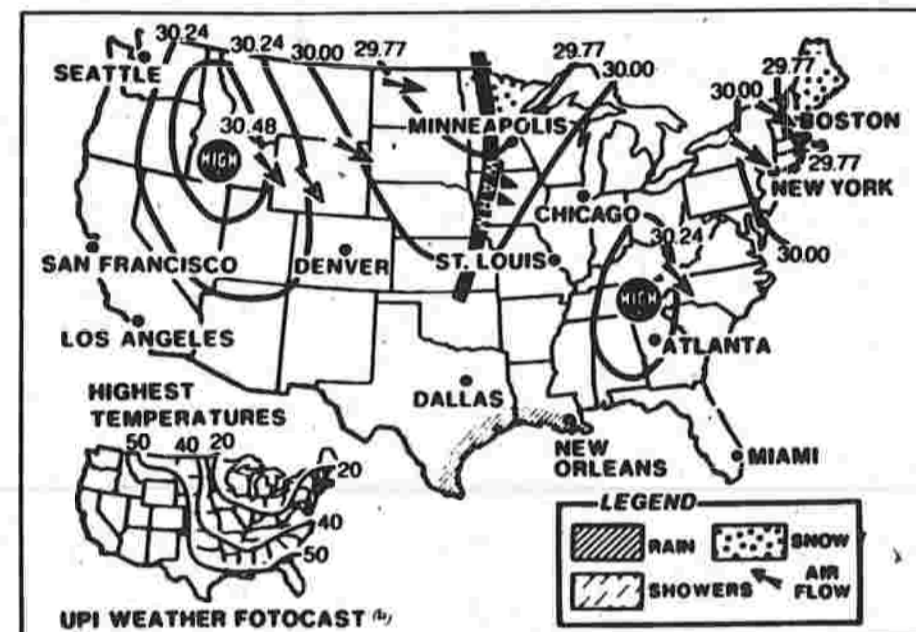 30.24 30.24 30.00 29.77 29.77 30.00 30.00 29.77
SEATTLE
BOSTON
MINNEAPOLIS
30.48
HIGH
29.77
NEW YORK
CHICAGO
30.24
30.00
SAN FRANCISCO
DENVER
ST. LOUIS
HIGH
LOS ANGELES
ATLANTA
DALLAS
NEW
ORLEANS
MIAMI
HIGHEST
TEMPERATURES
50 40 20
20
40
50
UPI WEATHER FOTOCAST
LEGEND
RAIN
SNOW
SHOWERS
AIR
FLOW